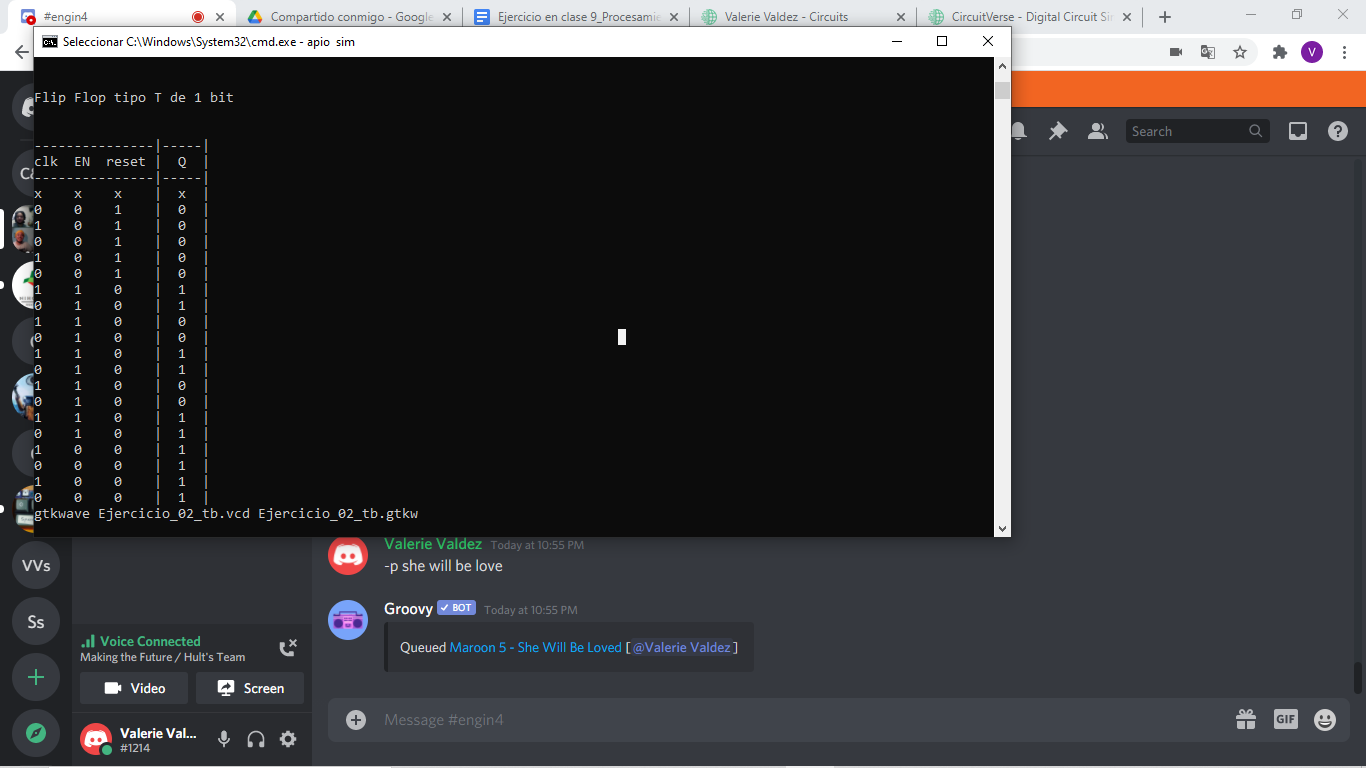 #engin4
Compartido conmigo - Google
Ejercicio en clase 9_Procesamie
Valerie Valdez - Circuits
CircuitVerse - Digital Circuit Si
V
Seleccionar C:\Windows\System32\cmd.exe - apio  sim
Flip Flop tipo T de 1 bit
---------------|-----|
clk  EN  reset |  Q  |
---------------|-----|
x    x    x    |  x  |
0    0    1    |  0  |
1    0    1    |  0  |
0    0    1    |  0  |
1    0    1    |  0  |
0    0    1    |  0  |
1    1    0    |  1  |
0    1    0    |  1  |
1    1    0    |  0  |
0    1    0    |  0  |
1    1    0    |  1  |
0    1    0    |  1  |
1    1    0    |  0  |
0    1    0    |  0  |
1    1    0    |  1  |
0    1    0    |  1  |
1    0    0    |  1  |
0    0    0    |  1  |
1    0    0    |  1  |
0    0    0    |  1  |
gtkwave Ejercicio_02_tb.vcd Ejercicio_02_tb.gtkw
Search
VVs
Ss
Valerie Valdez Today at 10:55 PM
-p she will be love
Groovy ✓ BOT Today at 10:55 PM
Queued Maroon 5 - She Will Be Loved [@Valerie Valdez]
Voice Connected
Making the Future / Hult's Team
Video
Screen
Valerie Val...
#1214
Message #engin4
GIF